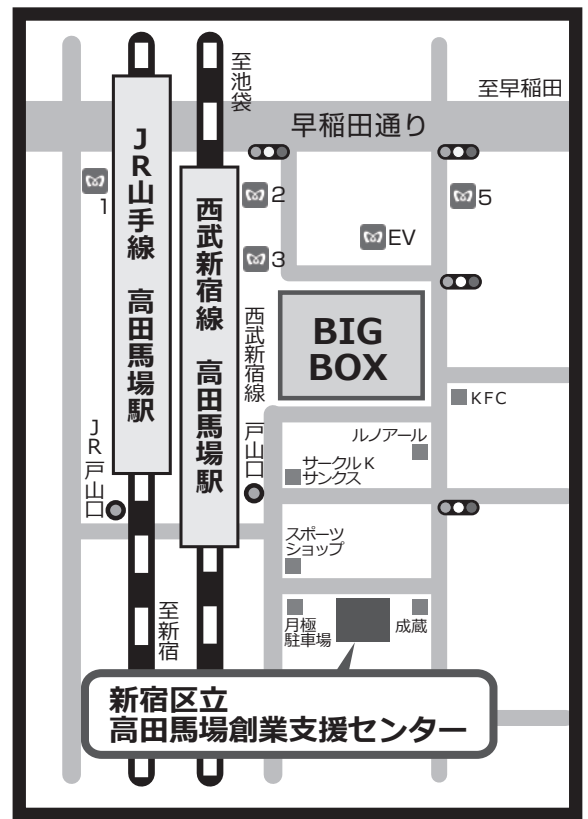 至池袋
至早稲田
早稲田通り
JR山手線 高田馬場駅
西武新宿線 高田馬場駅
1
2
3
EV
5
BIG
BOX
西武新宿線 戸山口
JR戸山口
KFC
ルノアール
サークルK
サンクス
スポーツ
ショップ
月極
駐車場
成蔵
至新宿
新宿区立
高田馬場創業支援センター